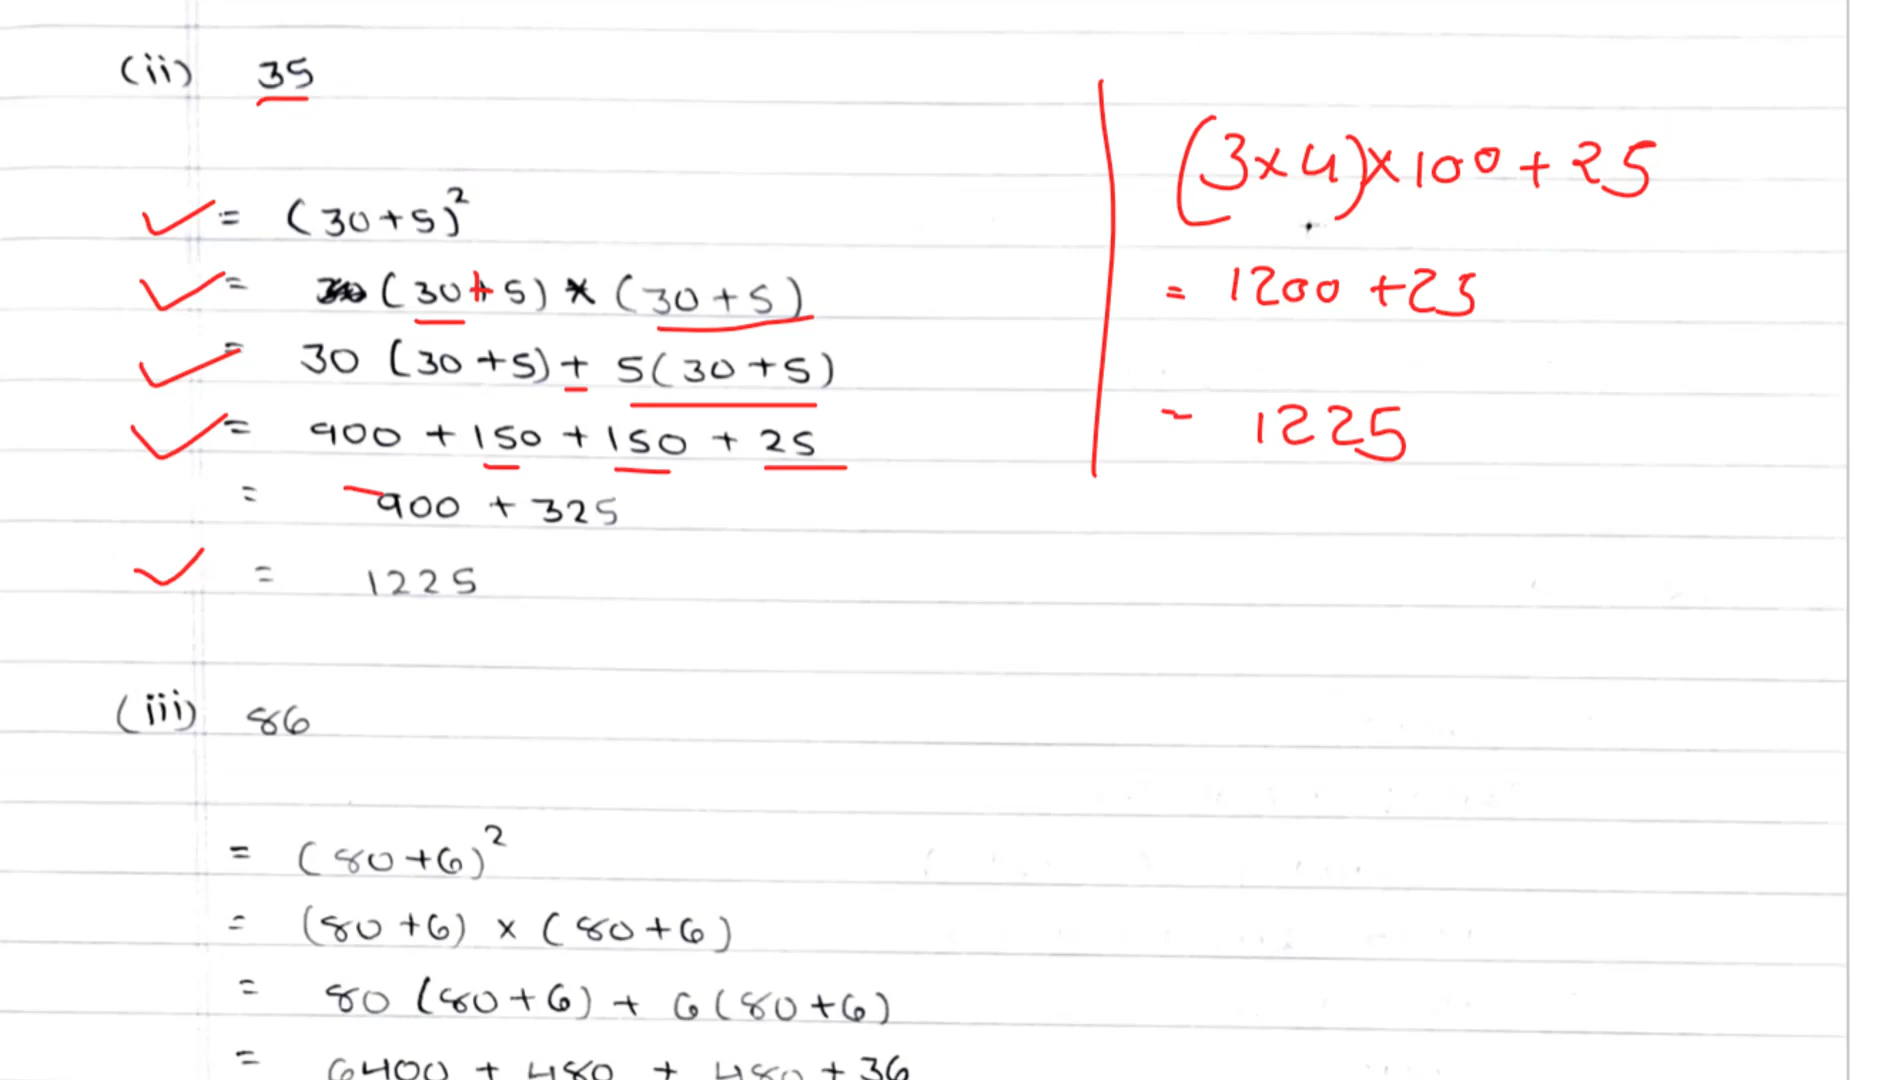 (ii) 35
= (30+5)²
= (30+5) × (30+5)
= 30 (30+5) + 5(30+5)
= 900 + 150 + 150 + 25
= 900 + 325
= 1225
(3×4)×100+25
= 1200 +25
= 1225
(iii) 86
= (80+6)²
= (80+6) × (80+6)
= 80 (80+6) + 6(80+6)
= 6400 + 480 + 480 + 36